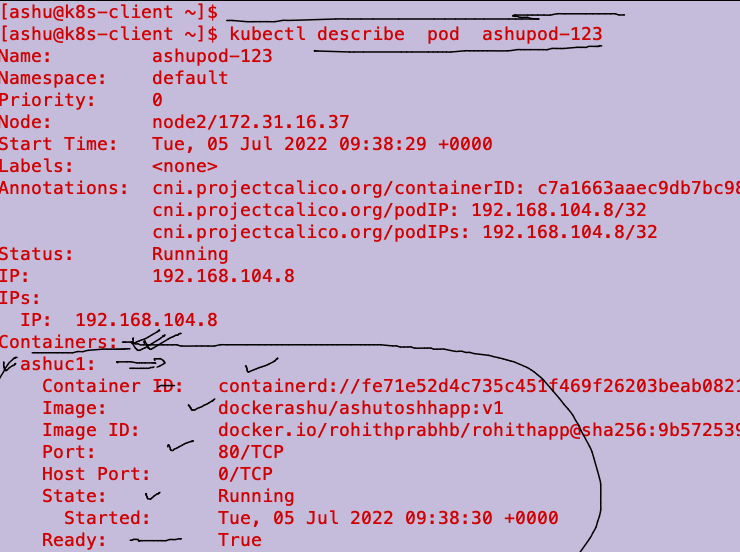 [ashu@k8s-client ~]$
[ashu@k8s-client ~]$ kubectl describe  pod  ashupod-123
Name:         ashupod-123
Namespace:    default
Priority:     0
Node:         node2/172.31.16.37
Start Time:   Tue, 05 Jul 2022 09:38:29 +0000
Labels:       <none>
Annotations:  cni.projectcalico.org/containerID: c7a1663aaec9db7bc98
              cni.projectcalico.org/podIP: 192.168.104.8/32
              cni.projectcalico.org/podIPs: 192.168.104.8/32
Status:       Running
IP:           192.168.104.8
IPs:
  IP:  192.168.104.8
Containers:
  ashuc1:
    Container ID:   containerd://fe71e52d4c735c451f469f26203beab0821
    Image:          dockerashu/ashutoshhapp:v1
    Image ID:       docker.io/rohithprabhb/rohithapp@sha256:9b572539
    Port:           80/TCP
    Host Port:      0/TCP
    State:          Running
      Started:      Tue, 05 Jul 2022 09:38:30 +0000
    Ready:          True